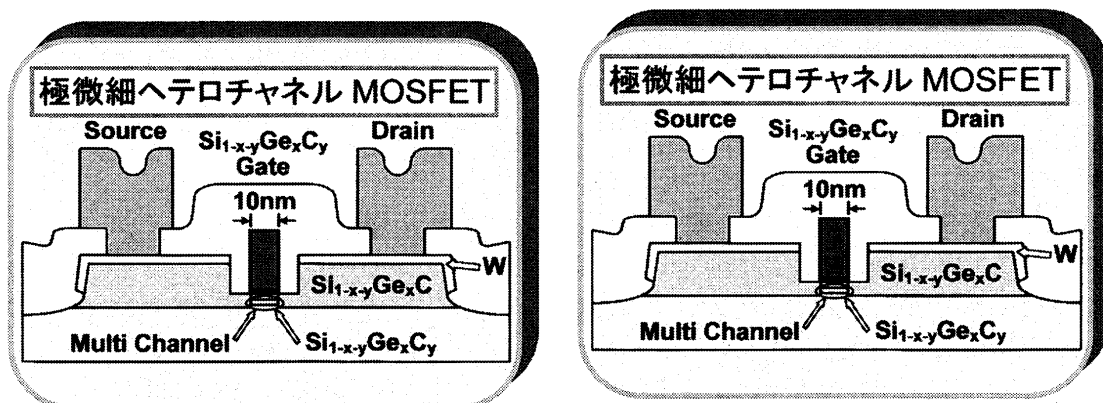 極微細ヘテロチャネル MOSFET
Source
Si₁₋ₓ₋yGeₓCy
Drain
Gate
10nm
W
Si₁₋ₓ₋yGeₓC
Multi Channel
Si₁₋ₓ₋yGeₓCy
極微細ヘテロチャネル MOSFET
Source
Si₁₋ₓ₋yGeₓCy
Drain
Gate
10nm
W
Si₁₋ₓ₋yGeₓC
Multi Channel
Si₁₋ₓ₋yGeₓCy